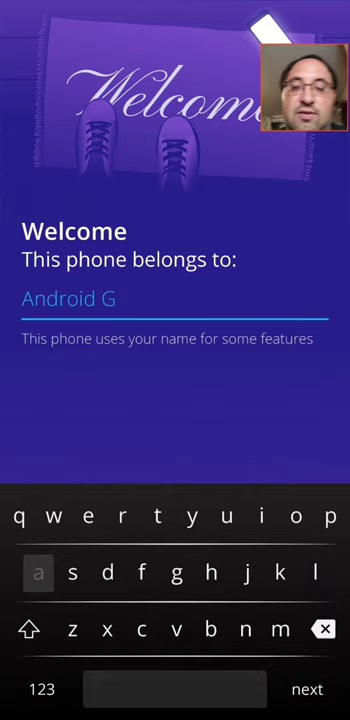 Welcome
Welcome
This phone belongs to:
Android G
This phone uses your name for some features
q w e r t y u i o p
a s d f g h j k l
z x c v b n m
123 next